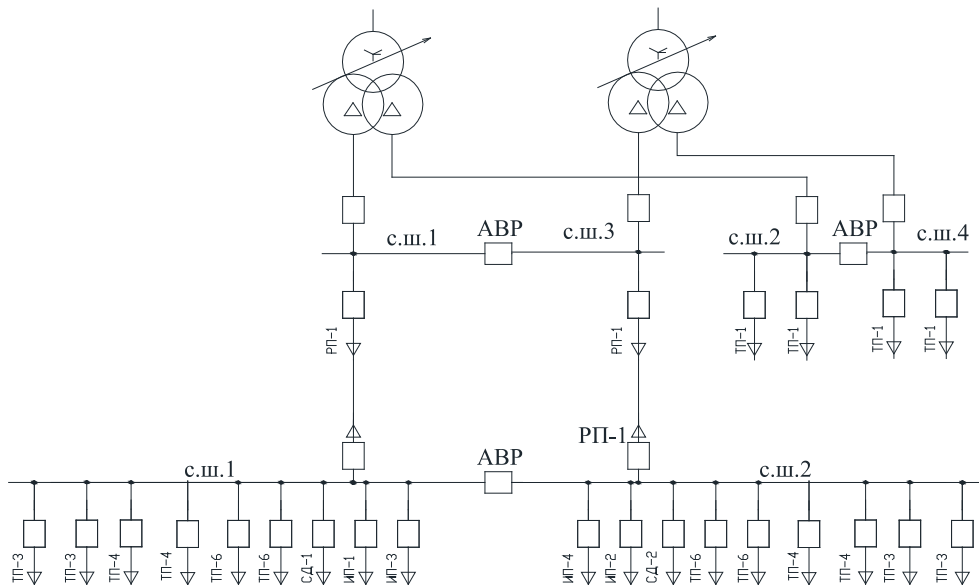 АВР
с.ш.1
с.ш.3
с.ш.2
АВР
с.ш.4
РП-1
РП-1
ТП-1
ТП-1
ТП-1
ТП-1
РП-1
АВР
с.ш.1
с.ш.2
ТП-3
ТП-3
ТП-4
ТП-4
ТП-6
ТП-6
СД-1
ИП-1
ИП-3
ИП-4
ИП-2
СД-2
ТП-6
ТП-6
ТП-4
ТП-4
ТП-3
ТП-3